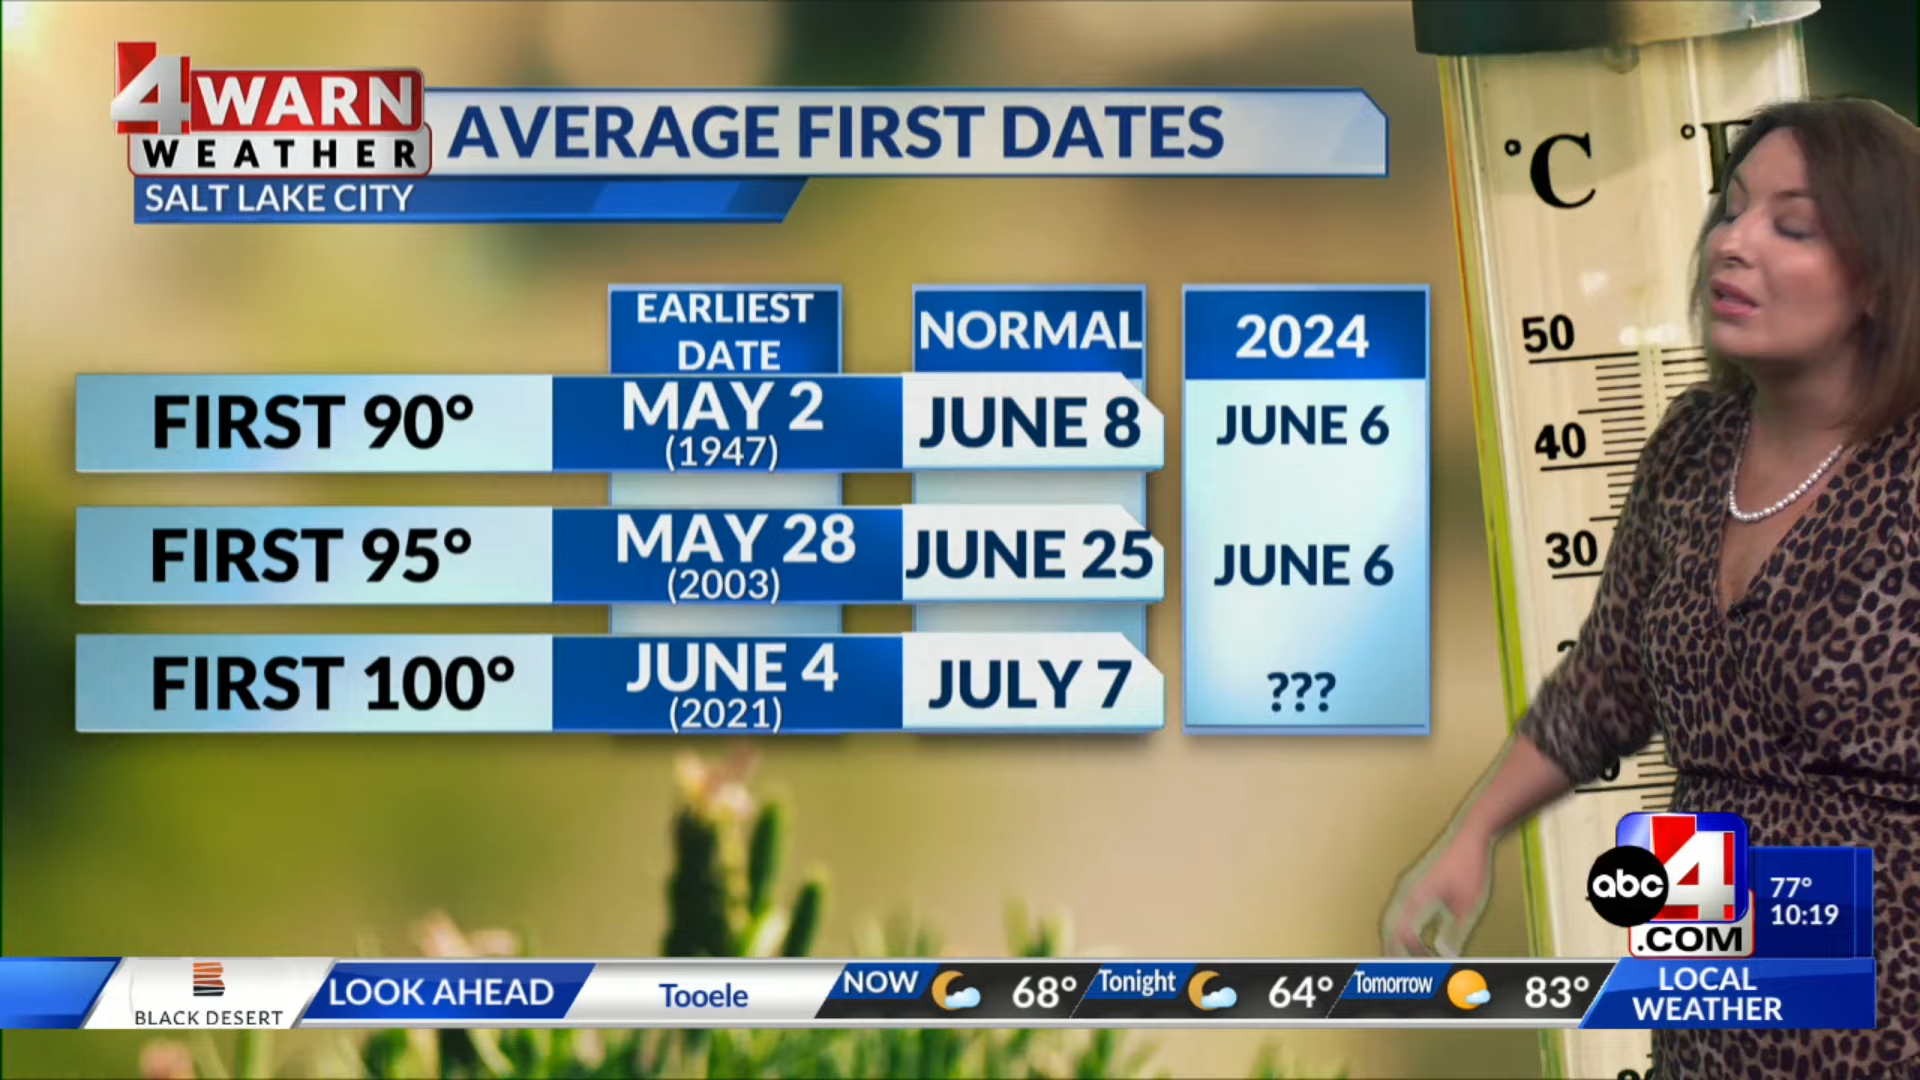 4WARN
WEATHER
AVERAGE FIRST DATES
SALT LAKE CITY
EARLIEST
DATE
NORMAL
2024
FIRST 90°
MAY 2
(1947)
JUNE 8
JUNE 6
FIRST 95°
MAY 28
(2003)
JUNE 25
JUNE 6
FIRST 100°
JUNE 4
(2021)
JULY 7
???
°C
50
40
30
abc
4
.COM
77°
10:19
BLACK DESERT
LOOK AHEAD
Tooele
NOW
68°
Tonight
64°
Tomorrow
83°
LOCAL
WEATHER